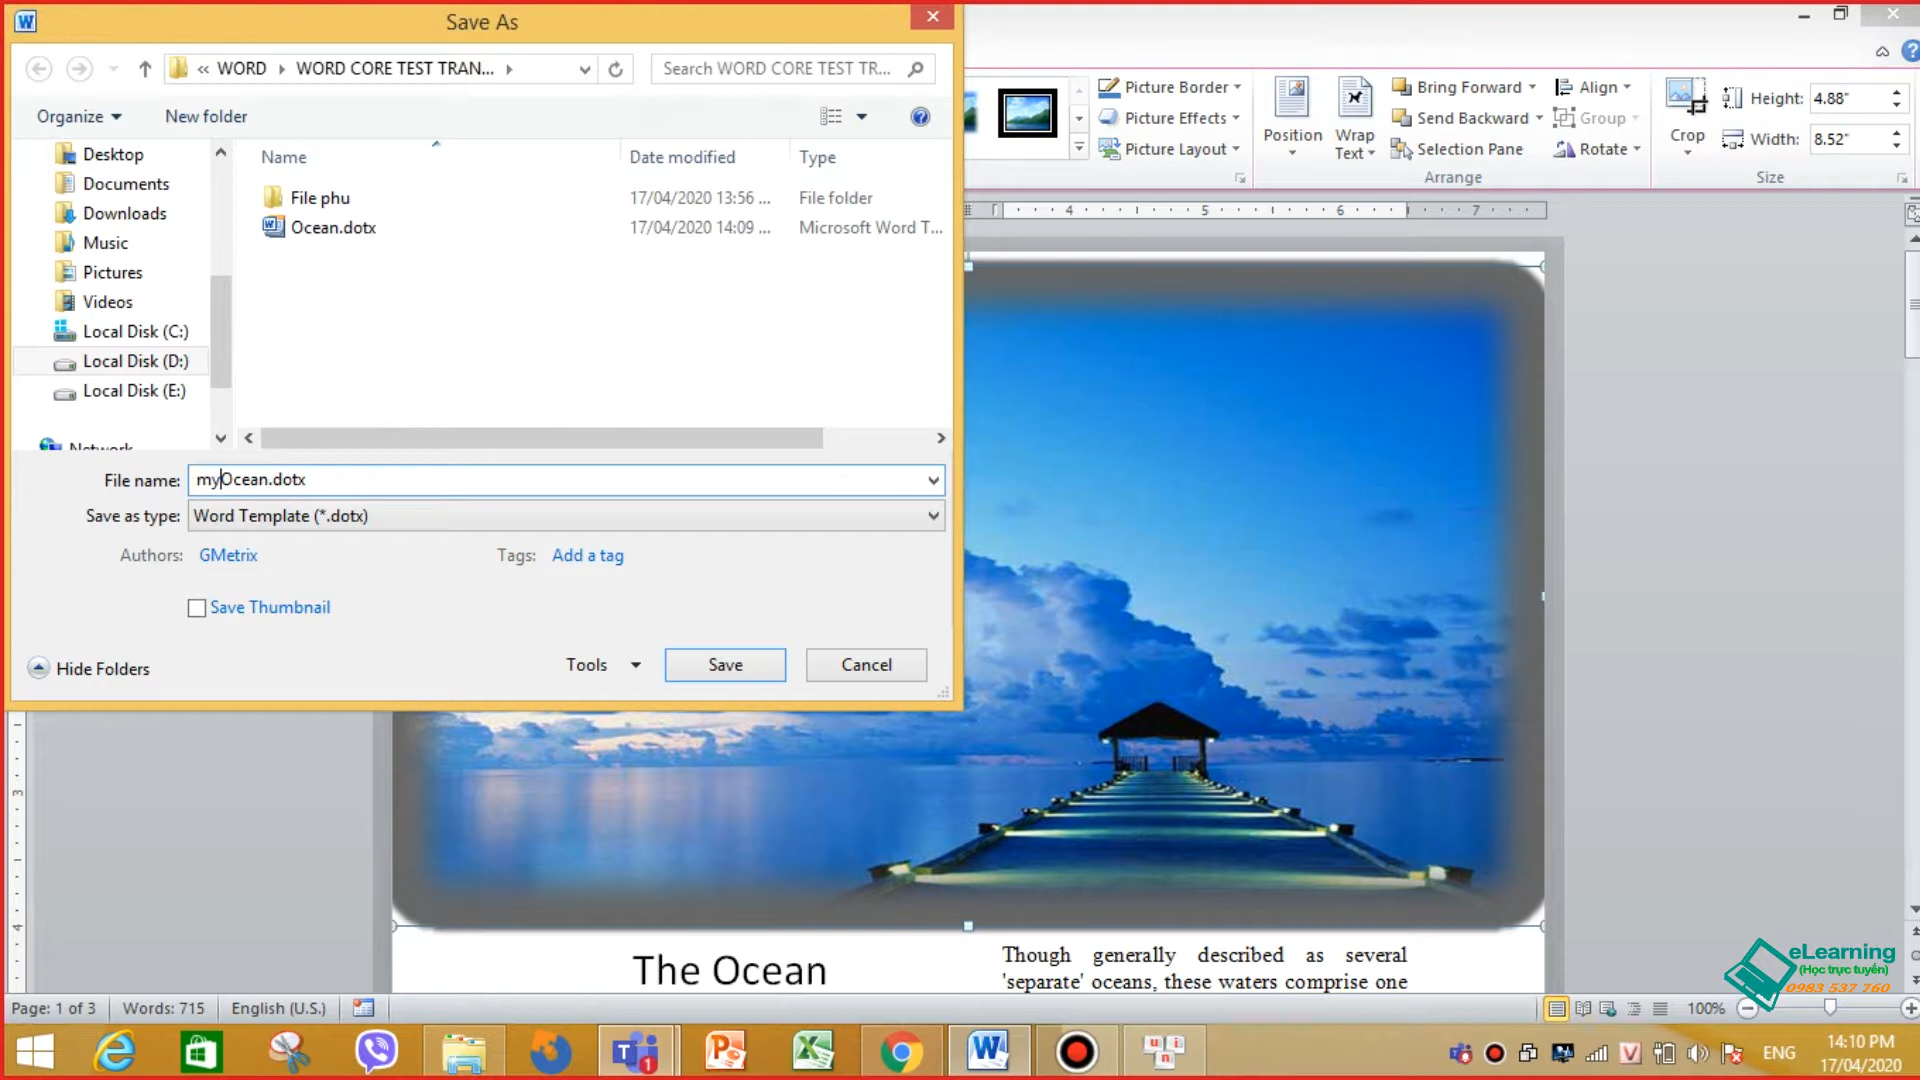 Save As
« WORD WORD CORE TEST TRAN...
Search WORD CORE TEST TR...
Organize
New folder
Desktop
Documents
Downloads
Music
Pictures
Videos
Local Disk (C:)
Local Disk (D:)
Local Disk (E:)
Network
Name Date modified Type
File phu 17/04/2020 13:56 ... File folder
Ocean.dotx 17/04/2020 14:09 ... Microsoft Word T...
File name: myOcean.dotx
Save as type: Word Template (*.dotx)
Authors: GMetrix Tags: Add a tag
Save Thumbnail
Hide Folders Tools Save Cancel
Picture Border
Picture Effects
Picture Layout
Position
Wrap
Text
Bring Forward
Send Backward
Selection Pane
Align
Group
Rotate
Arrange
Crop
Height: 4.88"
Width: 8.52"
Size
4 5 6 7
3
4
The Ocean
Though generally described as several
'separate' oceans, these waters comprise one
eLearning
(Học trực tuyến)
0983 537 760
Page: 1 of 3 Words: 715 English (U.S.) 100%
ENG
14:10 PM
17/04/2020